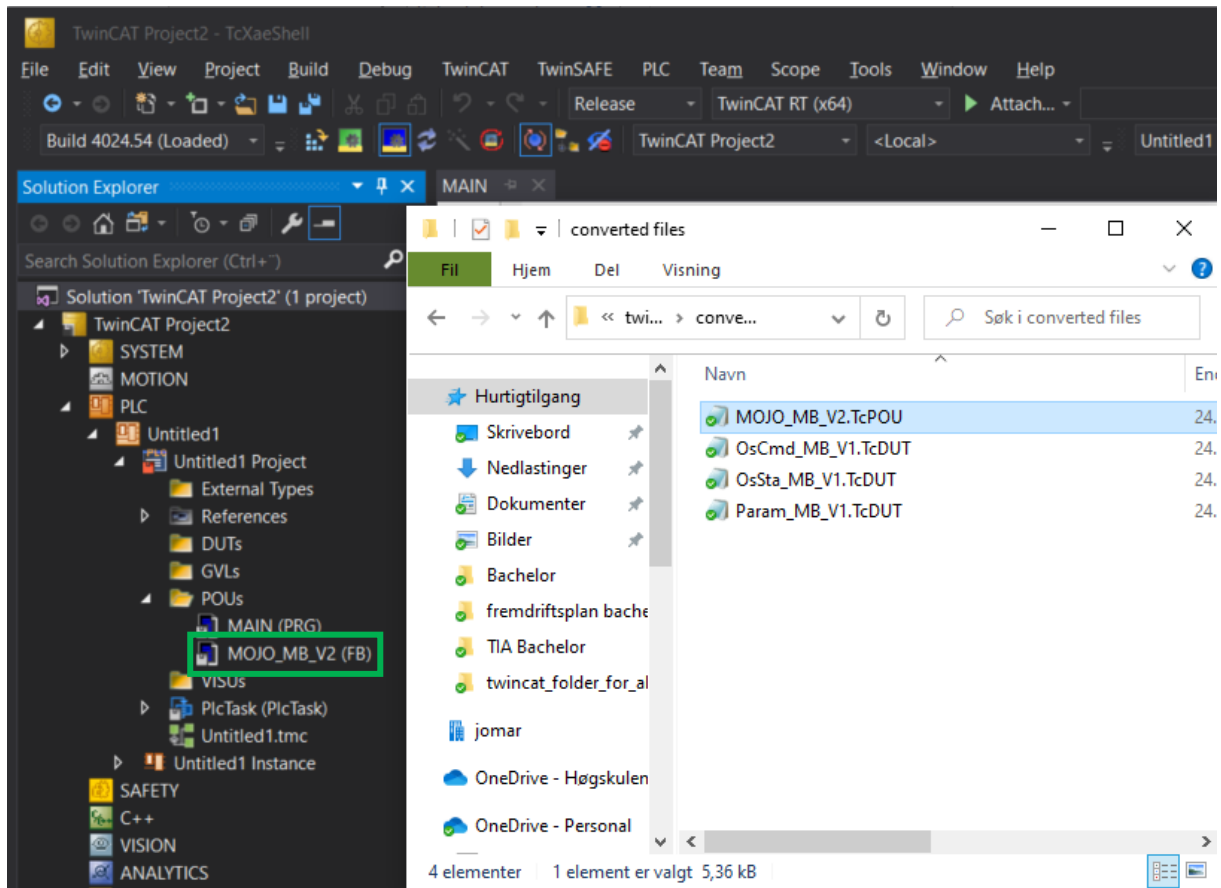 TwinCAT Project2 - TcXaeShell
File Edit View Project Build Debug TwinCAT TwinSAFE PLC Team Scope Tools Window Help
Release TwinCAT RT (x64) Attach...
Build 4024.54 (Loaded) TwinCAT Project2 <Local> Untitled1
Solution Explorer
MAIN
Search Solution Explorer (Ctrl+¨)
Solution 'TwinCAT Project2' (1 project)
TwinCAT Project2
SYSTEM
MOTION
PLC
Untitled1
Untitled1 Project
External Types
References
DUTs
GVLs
POUs
MAIN (PRG)
MOJO_MB_V2 (FB)
VISUs
PlcTask (PlcTask)
Untitled1.tmc
Untitled1 Instance
SAFETY
C++
VISION
ANALYTICS
converted files
Fil Hjem Del Visning
« twi... > conve...
Søk i converted files
Navn
En
Hurtigtilgang
Skrivebord
Nedlastinger
Dokumenter
Bilder
Bachelor
fremdriftsplan bache
TIA Bachelor
twincat_folder_for_al
jomar
OneDrive - Høgskulen
OneDrive - Personal
MOJO_MB_V2.TcPOU 24.
OsCmd_MB_V1.TcDUT 24.
OsSta_MB_V1.TcDUT 24.
Param_MB_V1.TcDUT 24.
4 elementer 1 element er valgt 5,36 kB